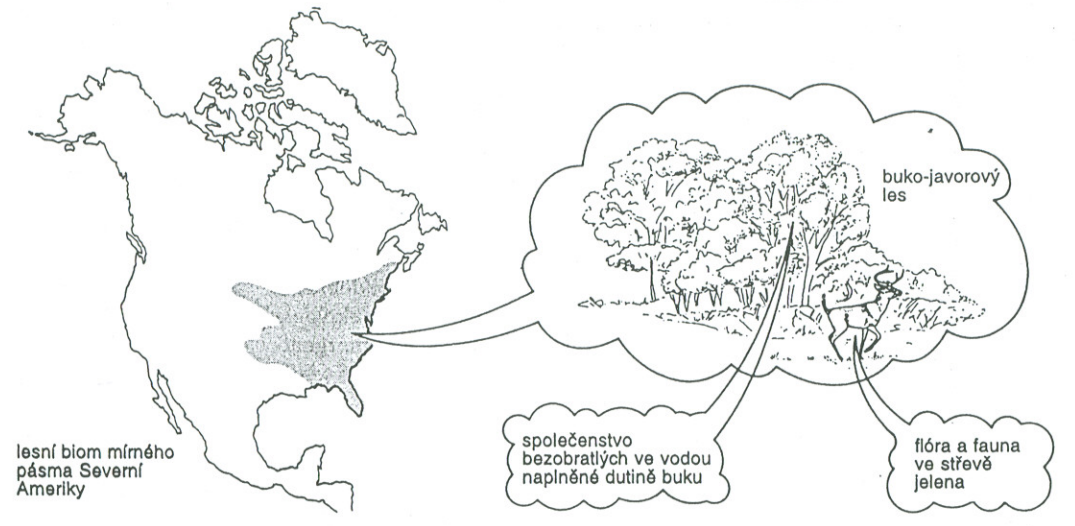 buko-javorový
les
lesní biom mírného
pásma Severní
Ameriky
společenstvo
bezobratlých ve vodou
naplněné dutině buku
flóra a fauna
ve střevě
jelena